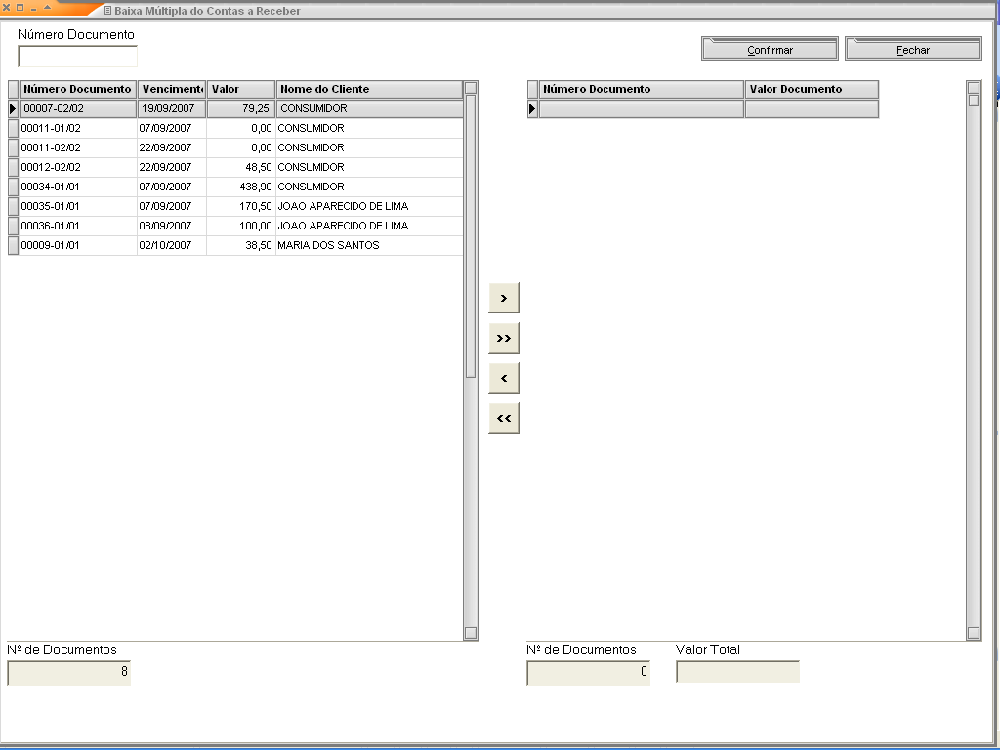 Baixa Múltipla do Contas a Receber
Número Documento
Confirmar Fechar
Número Documento Vencimento Valor Nome do Cliente
00007-02/02 19/09/2007 79,25 CONSUMIDOR
00011-01/02 07/09/2007 0,00 CONSUMIDOR
00011-02/02 22/09/2007 0,00 CONSUMIDOR
00012-02/02 22/09/2007 48,50 CONSUMIDOR
00034-01/01 07/09/2007 438,90 CONSUMIDOR
00035-01/01 07/09/2007 170,50 JOAO APARECIDO DE LIMA
00036-01/01 08/09/2007 100,00 JOAO APARECIDO DE LIMA
00009-01/01 02/10/2007 38,50 MARIA DOS SANTOS
Número Documento Valor Documento
>
>>
<
<<
Nº de Documentos
8
Nº de Documentos Valor Total
0